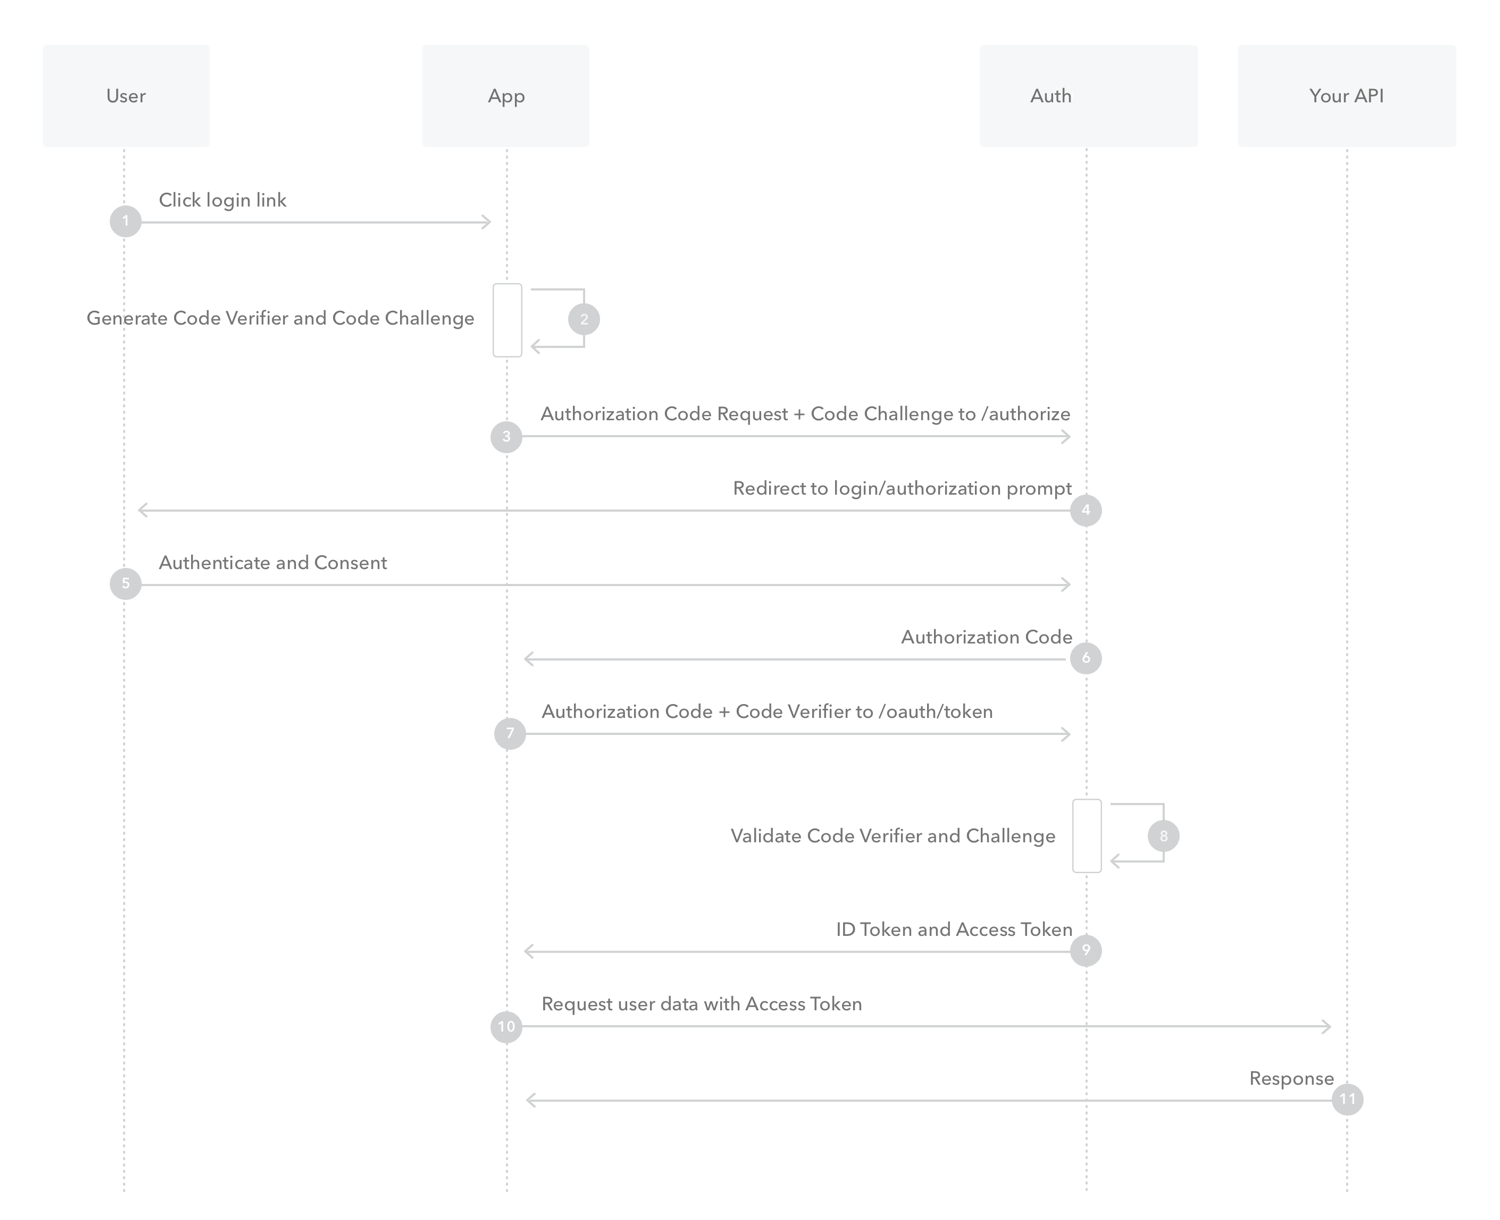 User
App
Auth
Your API
Click login link
1
Generate Code Verifier and Code Challenge
2
Authorization Code Request + Code Challenge to /authorize
3
Redirect to login/authorization prompt
4
Authenticate and Consent
5
Authorization Code
6
Authorization Code + Code Verifier to /oauth/token
7
Validate Code Verifier and Challenge
8
ID Token and Access Token
9
Request user data with Access Token
10
Response
11